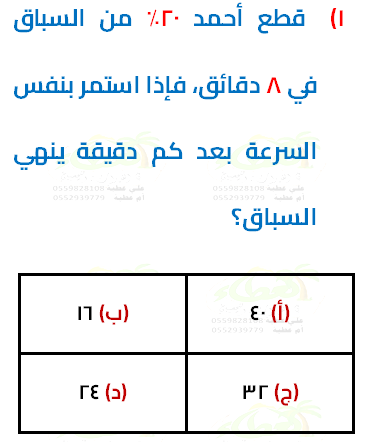 ١) قطع أحمد ٢٠٪ من السباق
في ٨ دقائق، فإذا استمر بنفس
السرعة بعد كم دقيقة ينهي
السباق؟
(أ) ٤٠
(ب) ١٦
(ج) ٣٢
(د) ٢٤